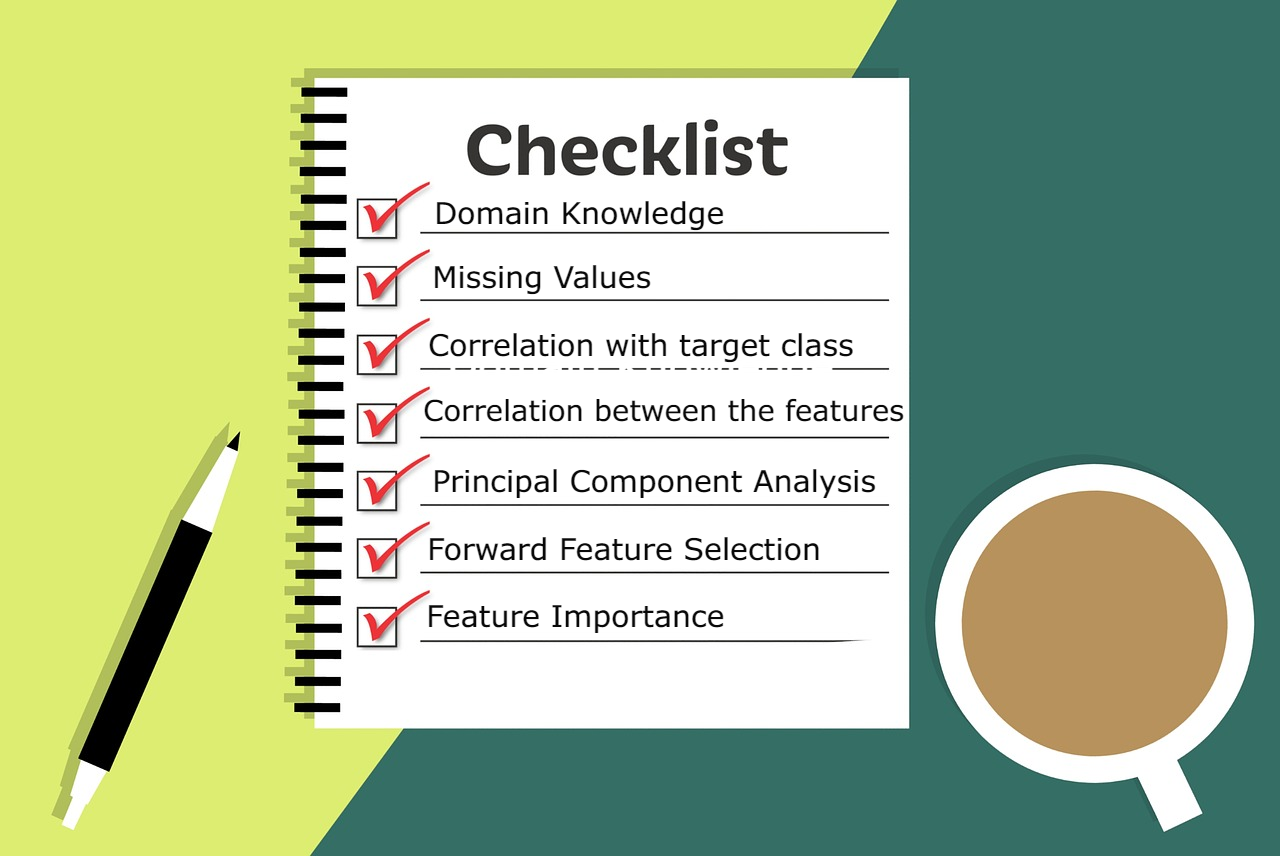 Checklist
Domain Knowledge
Missing Values
Correlation with target class
Correlation between the features
Principal Component Analysis
Forward Feature Selection
Feature Importance